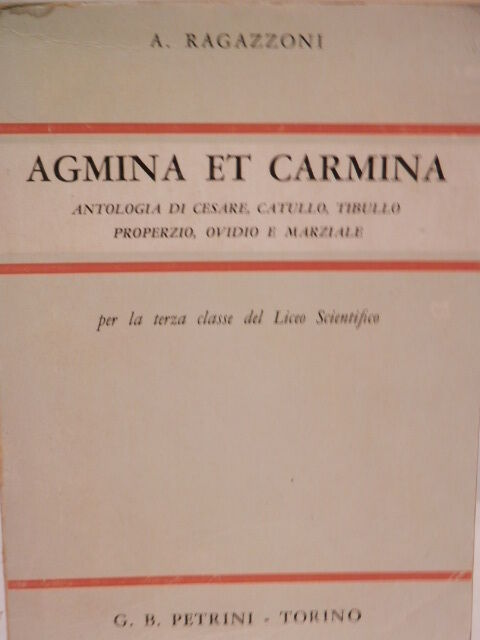 A. RAGAZZONI
AGMINA ET CARMINA
ANTOLOGIA DI CESARE, CATULLO, TIBULLO
PROPERZIO, OVIDIO E MARZIALE
per la terza classe del Liceo Scientifico
G. B. PETRINI - TORINO